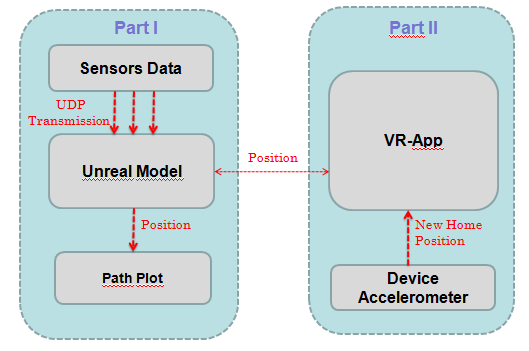 Part I
Sensors Data
UDP
Transmission
Unreal Model
Position
Path Plot
Position
Part II
VR-App
New Home
Position
Device
Accelerometer